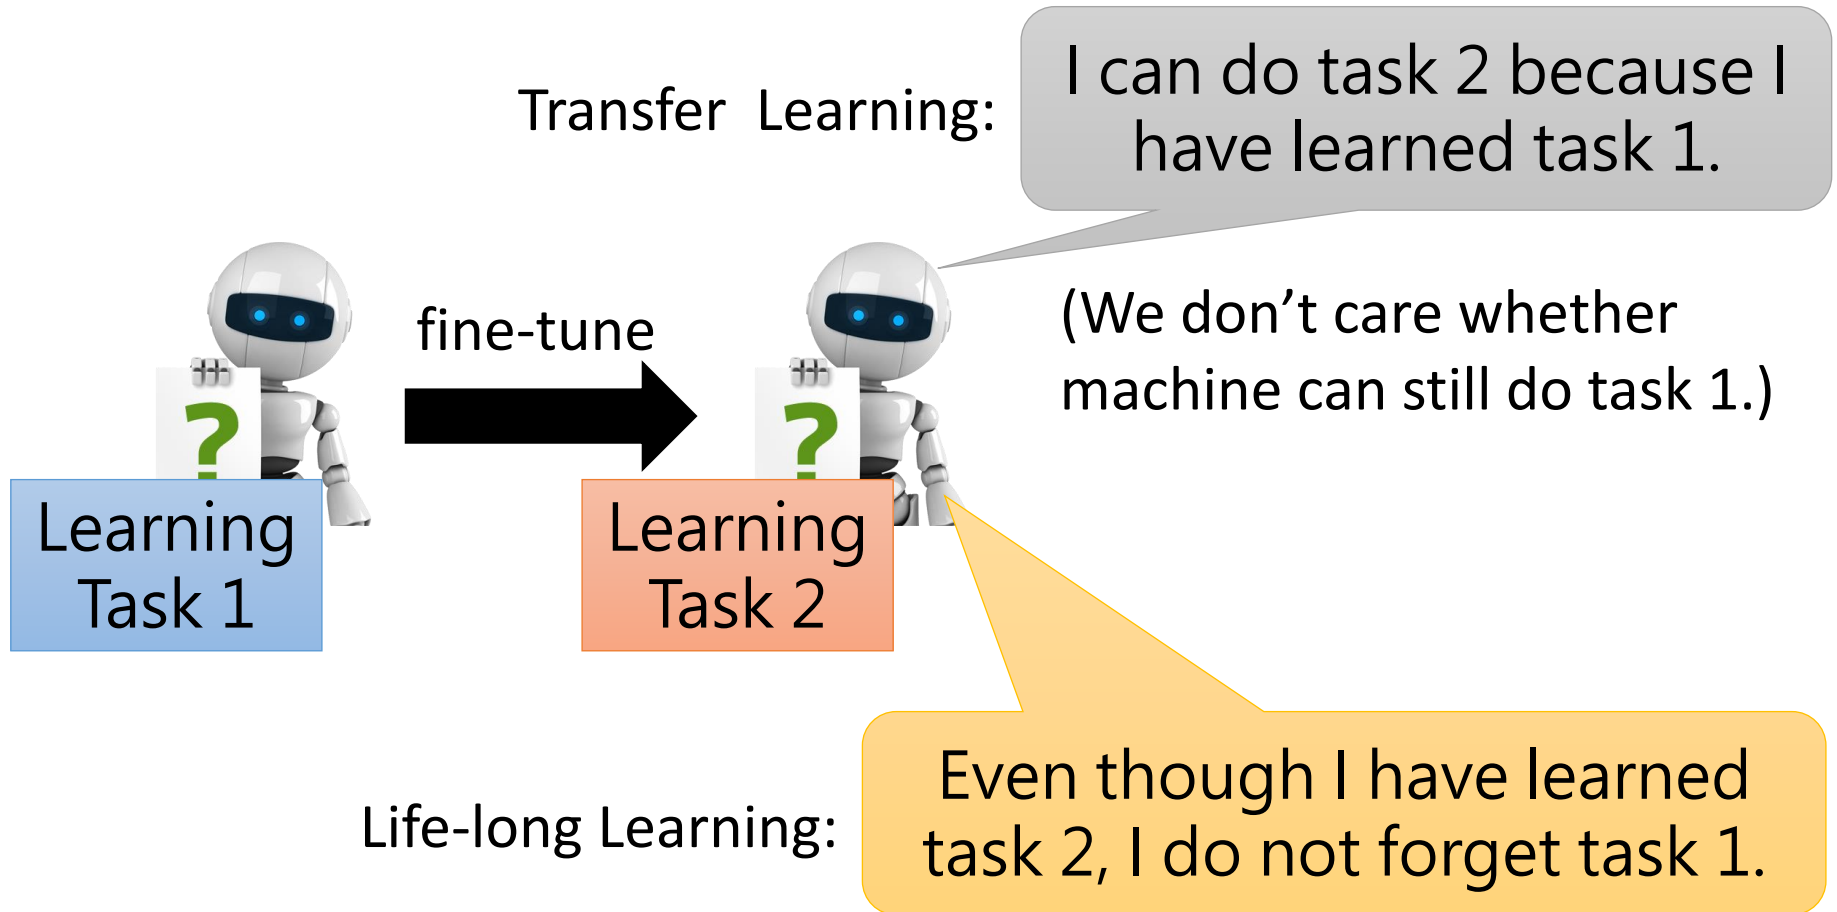 Transfer Learning:
I can do task 2 because I
have learned task 1.
fine-tune
(We don’t care whether
machine can still do task 1.)
?
?
Learning
Task 1
Learning
Task 2
Life-long Learning:
Even though I have learned
task 2, I do not forget task 1.